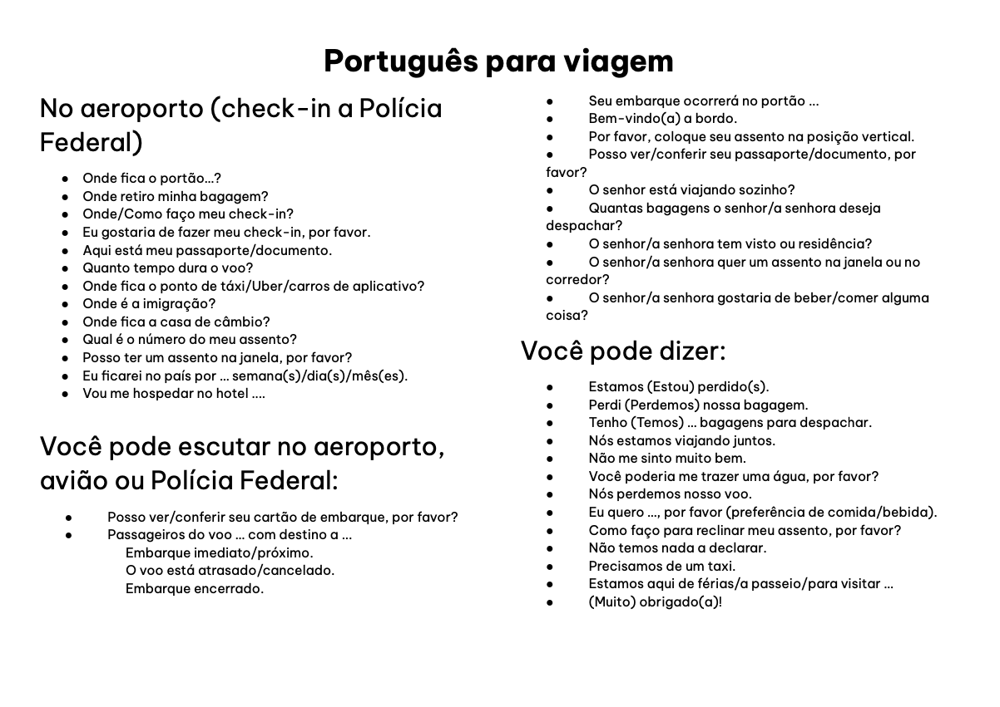 Português para viagem
No aeroporto (check-in a Polícia
Federal)
● Onde fica o portão...?
● Onde retiro minha bagagem?
● Onde/Como faço meu check-in?
● Eu gostaria de fazer meu check-in, por favor.
● Aqui está meu passaporte/documento.
● Quanto tempo dura o voo?
● Onde fica o ponto de táxi/Uber/carros de aplicativo?
● Onde é a imigração?
● Onde fica a casa de câmbio?
● Qual é o número do meu assento?
● Posso ter um assento na janela, por favor?
● Eu ficarei no país por ... semana(s)/dia(s)/mês(es).
● Vou me hospedar no hotel ....
Você pode escutar no aeroporto,
avião ou Polícia Federal:
● Posso ver/conferir seu cartão de embarque, por favor?
● Passageiros do voo ... com destino a ...
Embarque imediato/próximo.
O voo está atrasado/cancelado.
Embarque encerrado.
● Seu embarque ocorrerá no portão ...
● Bem-vindo(a) a bordo.
● Por favor, coloque seu assento na posição vertical.
● Posso ver/conferir seu passaporte/documento, por
favor?
● O senhor está viajando sozinho?
● Quantas bagagens o senhor/a senhora deseja
despachar?
● O senhor/a senhora tem visto ou residência?
● O senhor/a senhora quer um assento na janela ou no
corredor?
● O senhor/a senhora gostaria de beber/comer alguma
coisa?
Você pode dizer:
● Estamos (Estou) perdido(s).
● Perdi (Perdemos) nossa bagagem.
● Tenho (Temos) ... bagagens para despachar.
● Nós estamos viajando juntos.
● Não me sinto muito bem.
● Você poderia me trazer uma água, por favor?
● Nós perdemos nosso voo.
● Eu quero ..., por favor (preferência de comida/bebida).
● Como faço para reclinar meu assento, por favor?
● Não temos nada a declarar.
● Precisamos de um taxi.
● Estamos aqui de férias/a passeio/para visitar ...
● (Muito) obrigado(a)!